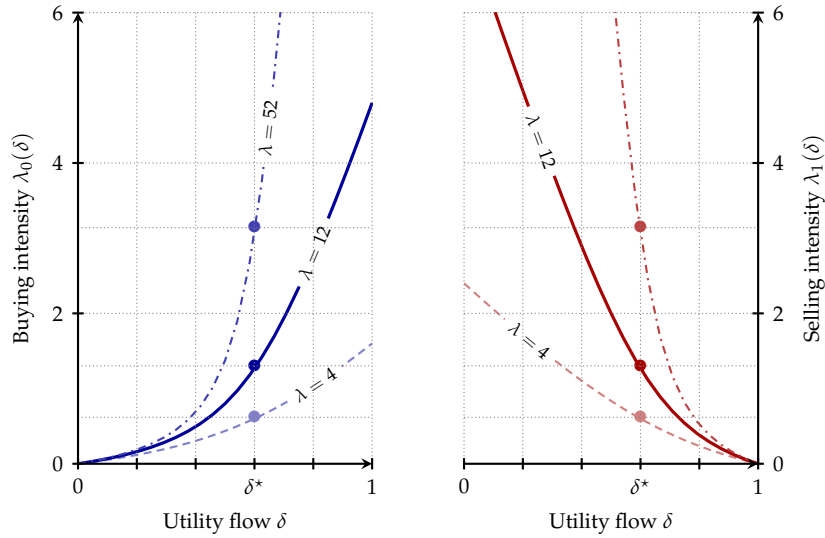 Buying intensity λ₀(δ)
6
4
2
0
λ = 52
λ = 12
λ = 4
0
δ⋆
1
Utility flow δ
λ = 12
λ = 4
0
δ⋆
1
Utility flow δ
6
4
2
0
Selling intensity λ₁(δ)